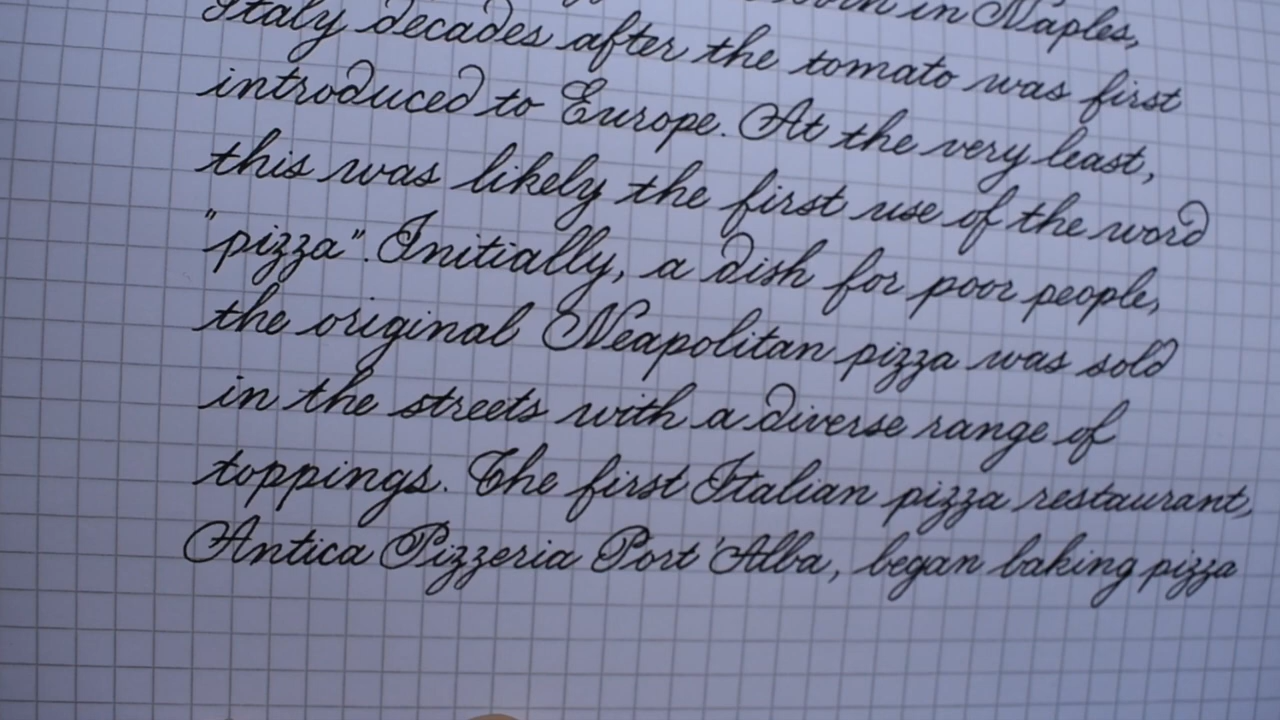 in Naples,
Italy decades after the tomato was first
introduced to Europe. At the very least,
this was likely the first use of the word
"pizza". Initially, a dish for poor people,
the original Neapolitan pizza was sold
in the streets with a diverse range of
toppings. The first Italian pizza restaurant,
Antica Pizzeria Port'Alba, began baking pizza